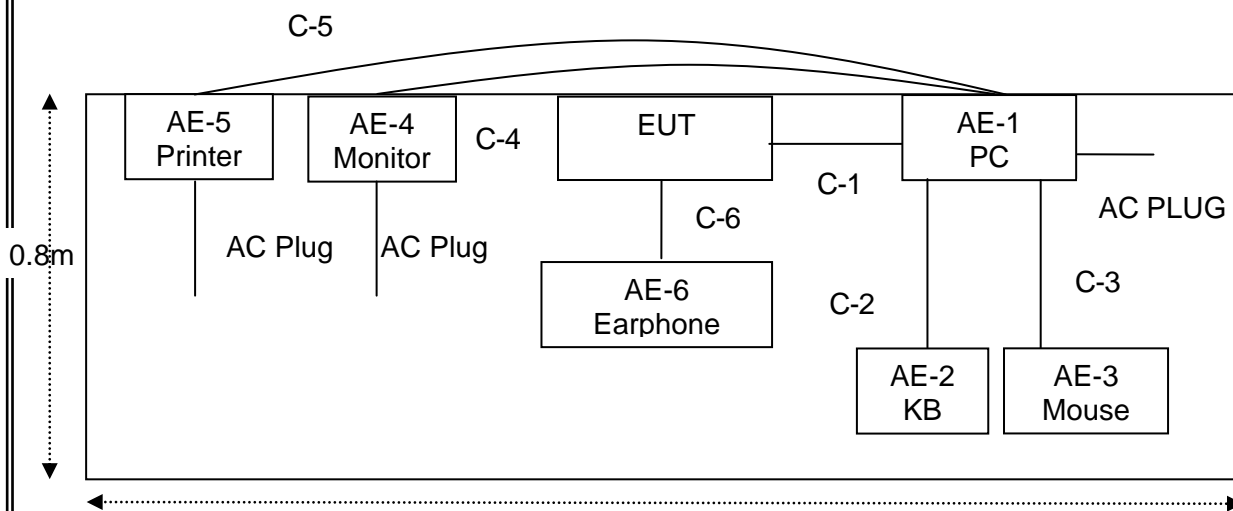 C-5
AE-5
Printer
AE-4
Monitor
C-4
EUT
AE-1
PC
C-1
AC PLUG
C-6
0.8m
AC Plug
AC Plug
AE-6
Earphone
C-2
C-3
AE-2
KB
AE-3
Mouse